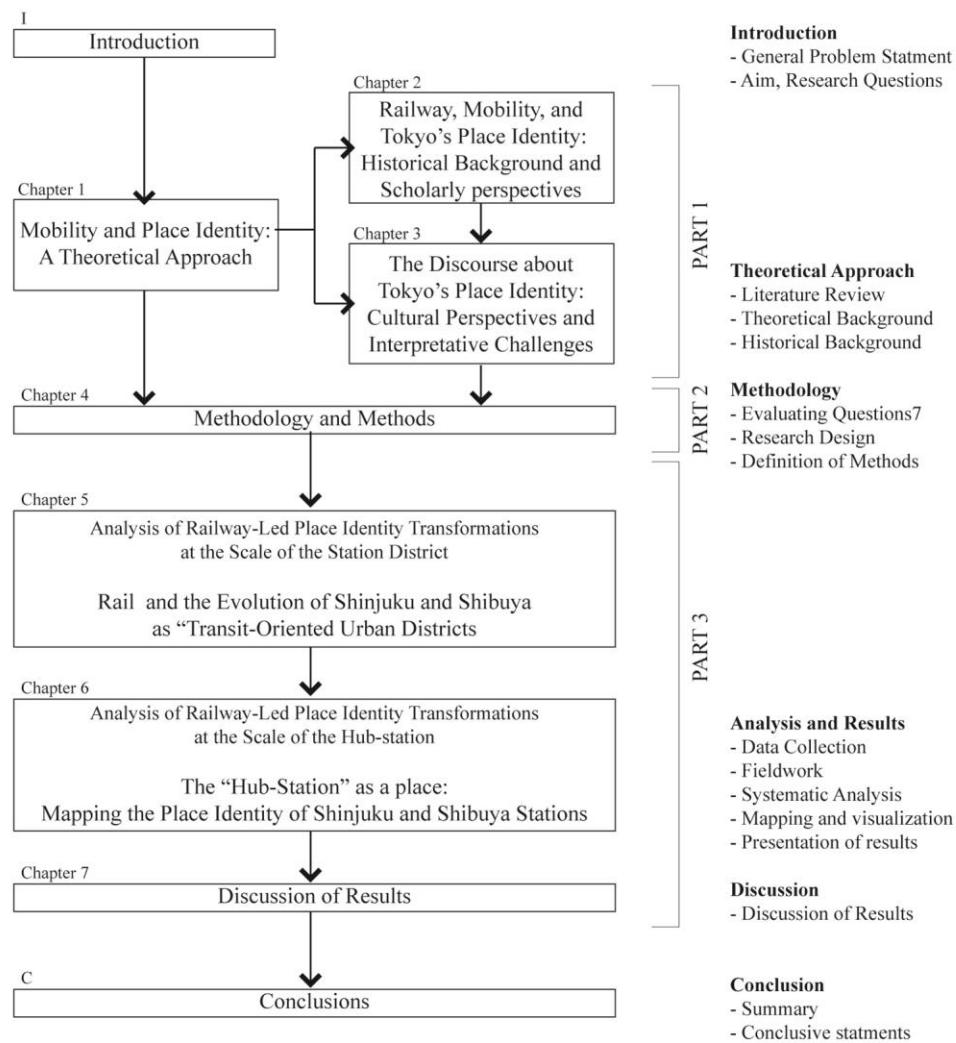 I
Introduction
Chapter 1
Mobility and Place Identity:
A Theoretical Approach
Chapter 2
Railway, Mobility, and
Tokyo's Place Identity:
Historical Background and
Scholarly perspectives
Chapter 3
The Discourse about
Tokyo's Place Identity:
Cultural Perspectives and
Interpretative Challenges
Chapter 4
Methodology and Methods
Chapter 5
Analysis of Railway-Led Place Identity Transformations
at the Scale of the Station District
Rail and the Evolution of Shinjuku and Shibuya
as “Transit-Oriented Urban Districts
Chapter 6
Analysis of Railway-Led Place Identity Transformations
at the Scale of the Hub-station
The “Hub-Station” as a place:
Mapping the Place Identity of Shinjuku and Shibuya Stations
Chapter 7
Discussion of Results
C
Conclusions
PART 1
PART 2
PART 3
Introduction
- General Problem Statment
- Aim, Research Questions
Theoretical Approach
- Literature Review
- Theoretical Background
- Historical Background
Methodology
- Evaluating Questions7
- Research Design
- Definition of Methods
Analysis and Results
- Data Collection
- Fieldwork
- Systematic Analysis
- Mapping and visualization
- Presentation of results
Discussion
- Discussion of Results
Conclusion
- Summary
- Conclusive statments